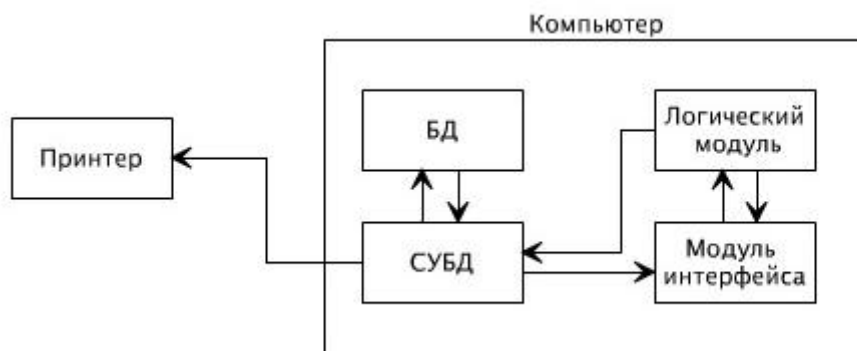 Компьютер
Принтер
БД
Логический
модуль
СУБД
Модуль
интерфейса